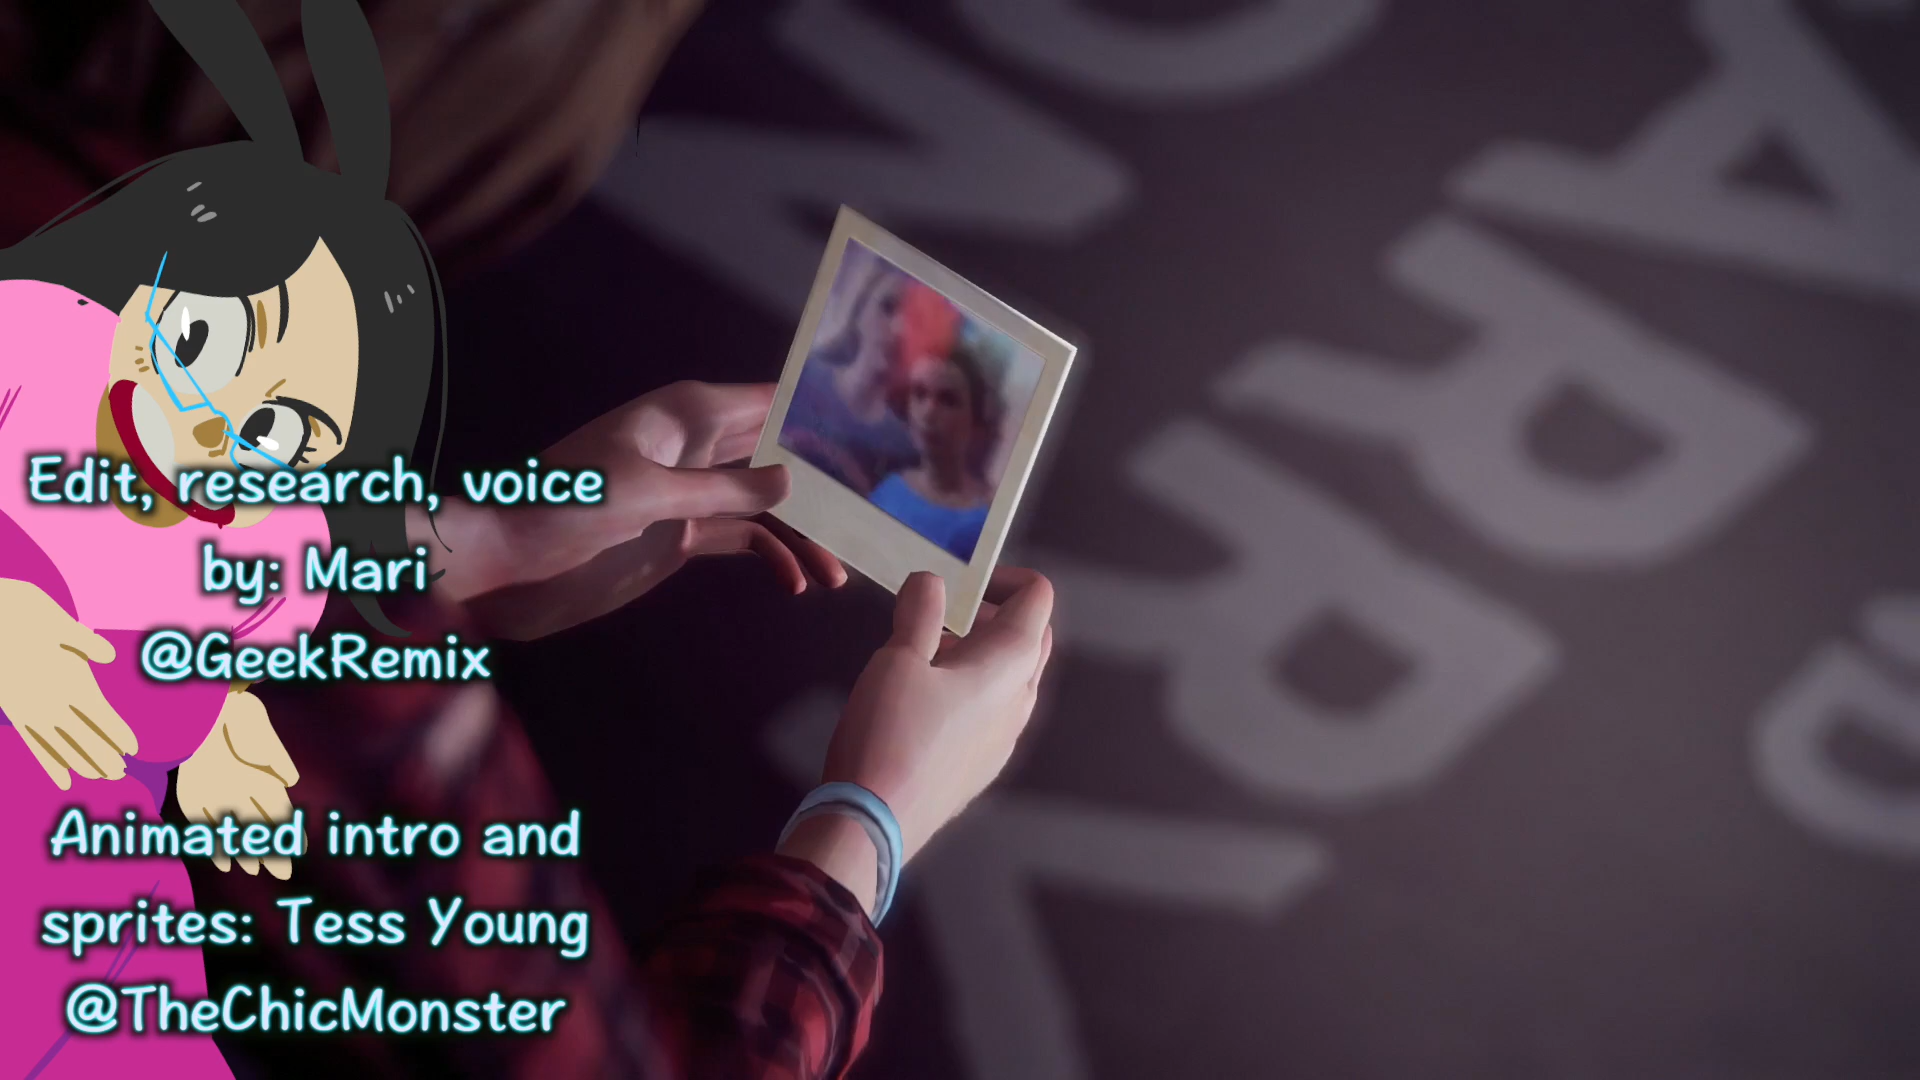 Edit, research, voice
by: Mari
@GeekRemix
Animated intro and
sprites: Tess Young
@TheChicMonster